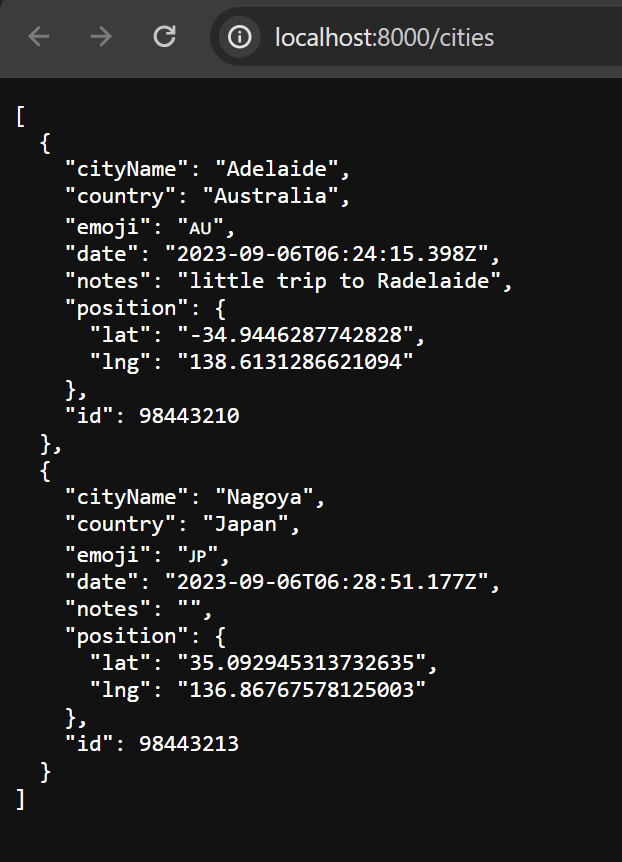 localhost:8000/cities
[
  {
    "cityName": "Adelaide",
    "country": "Australia",
    "emoji": "🇦🇺",
    "date": "2023-09-06T06:24:15.398Z",
    "notes": "little trip to Radelaide",
    "position": {
      "lat": "-34.9446287742828",
      "lng": "138.6131286621094"
    },
    "id": 98443210
  },
  {
    "cityName": "Nagoya",
    "country": "Japan",
    "emoji": "🇯🇵",
    "date": "2023-09-06T06:28:51.177Z",
    "notes": "",
    "position": {
      "lat": "35.092945313732635",
      "lng": "136.86767578125003"
    },
    "id": 98443213
  }
]